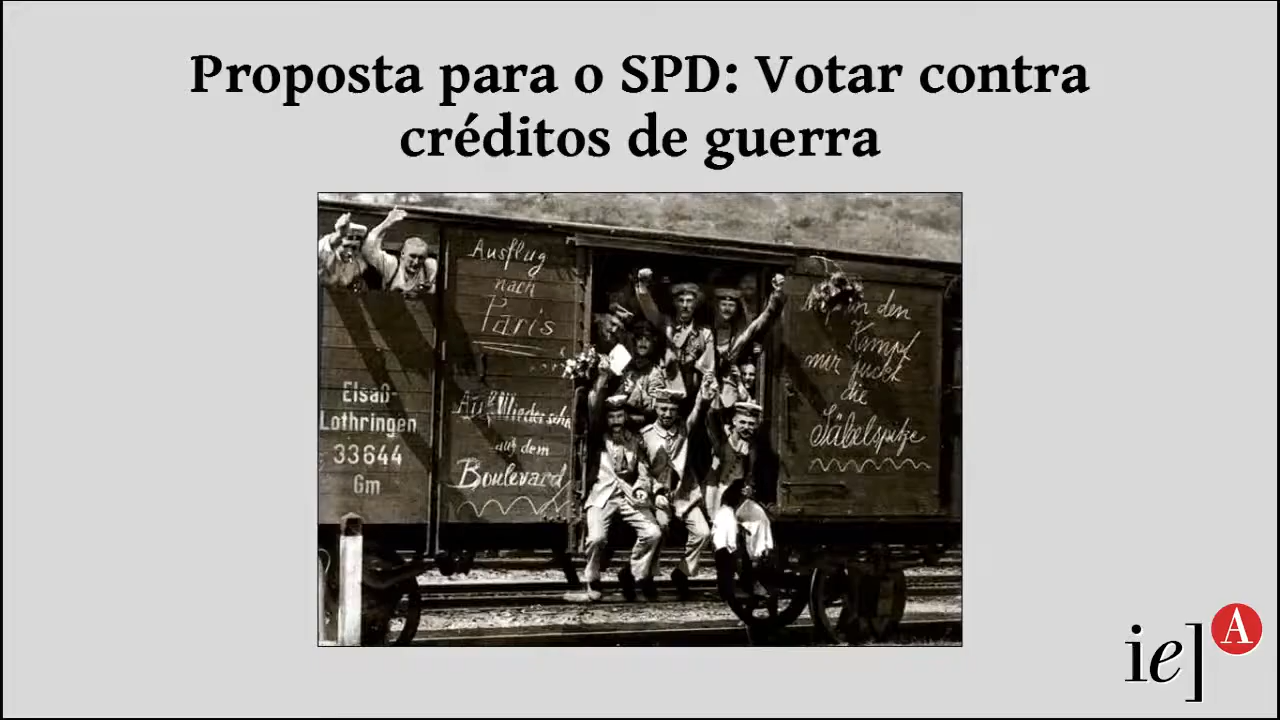 Proposta para o SPD: Votar contra
créditos de guerra
Ausflug
nach
Paris
Auf Wiedersehn
auf dem
Boulevard
Elsaß-
Lothringen
33644
Gm
in den
Kampf
mir juckt
die
Säbelspitze
ie]
A